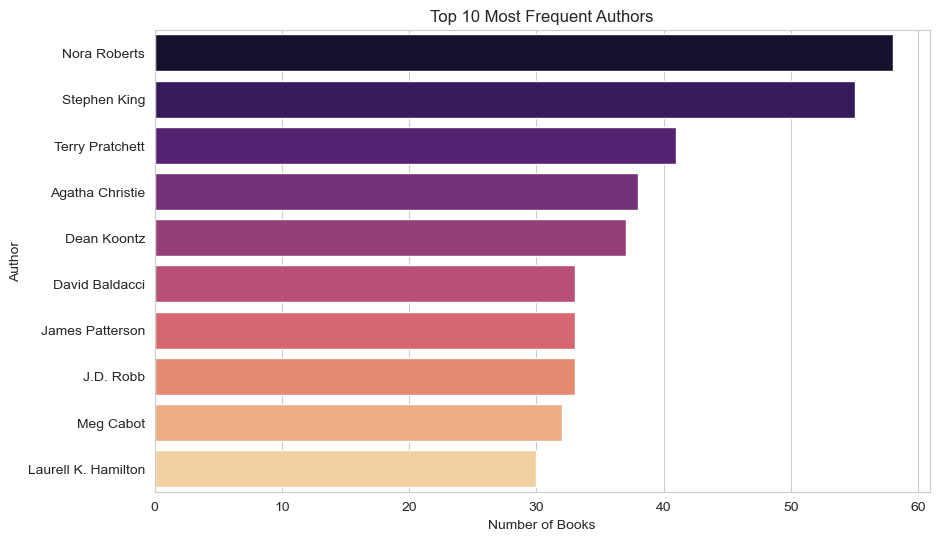 Top 10 Most Frequent Authors
Author
Nora Roberts
Stephen King
Terry Pratchett
Agatha Christie
Dean Koontz
David Baldacci
James Patterson
J.D. Robb
Meg Cabot
Laurell K. Hamilton
0 10 20 30 40 50 60
Number of Books